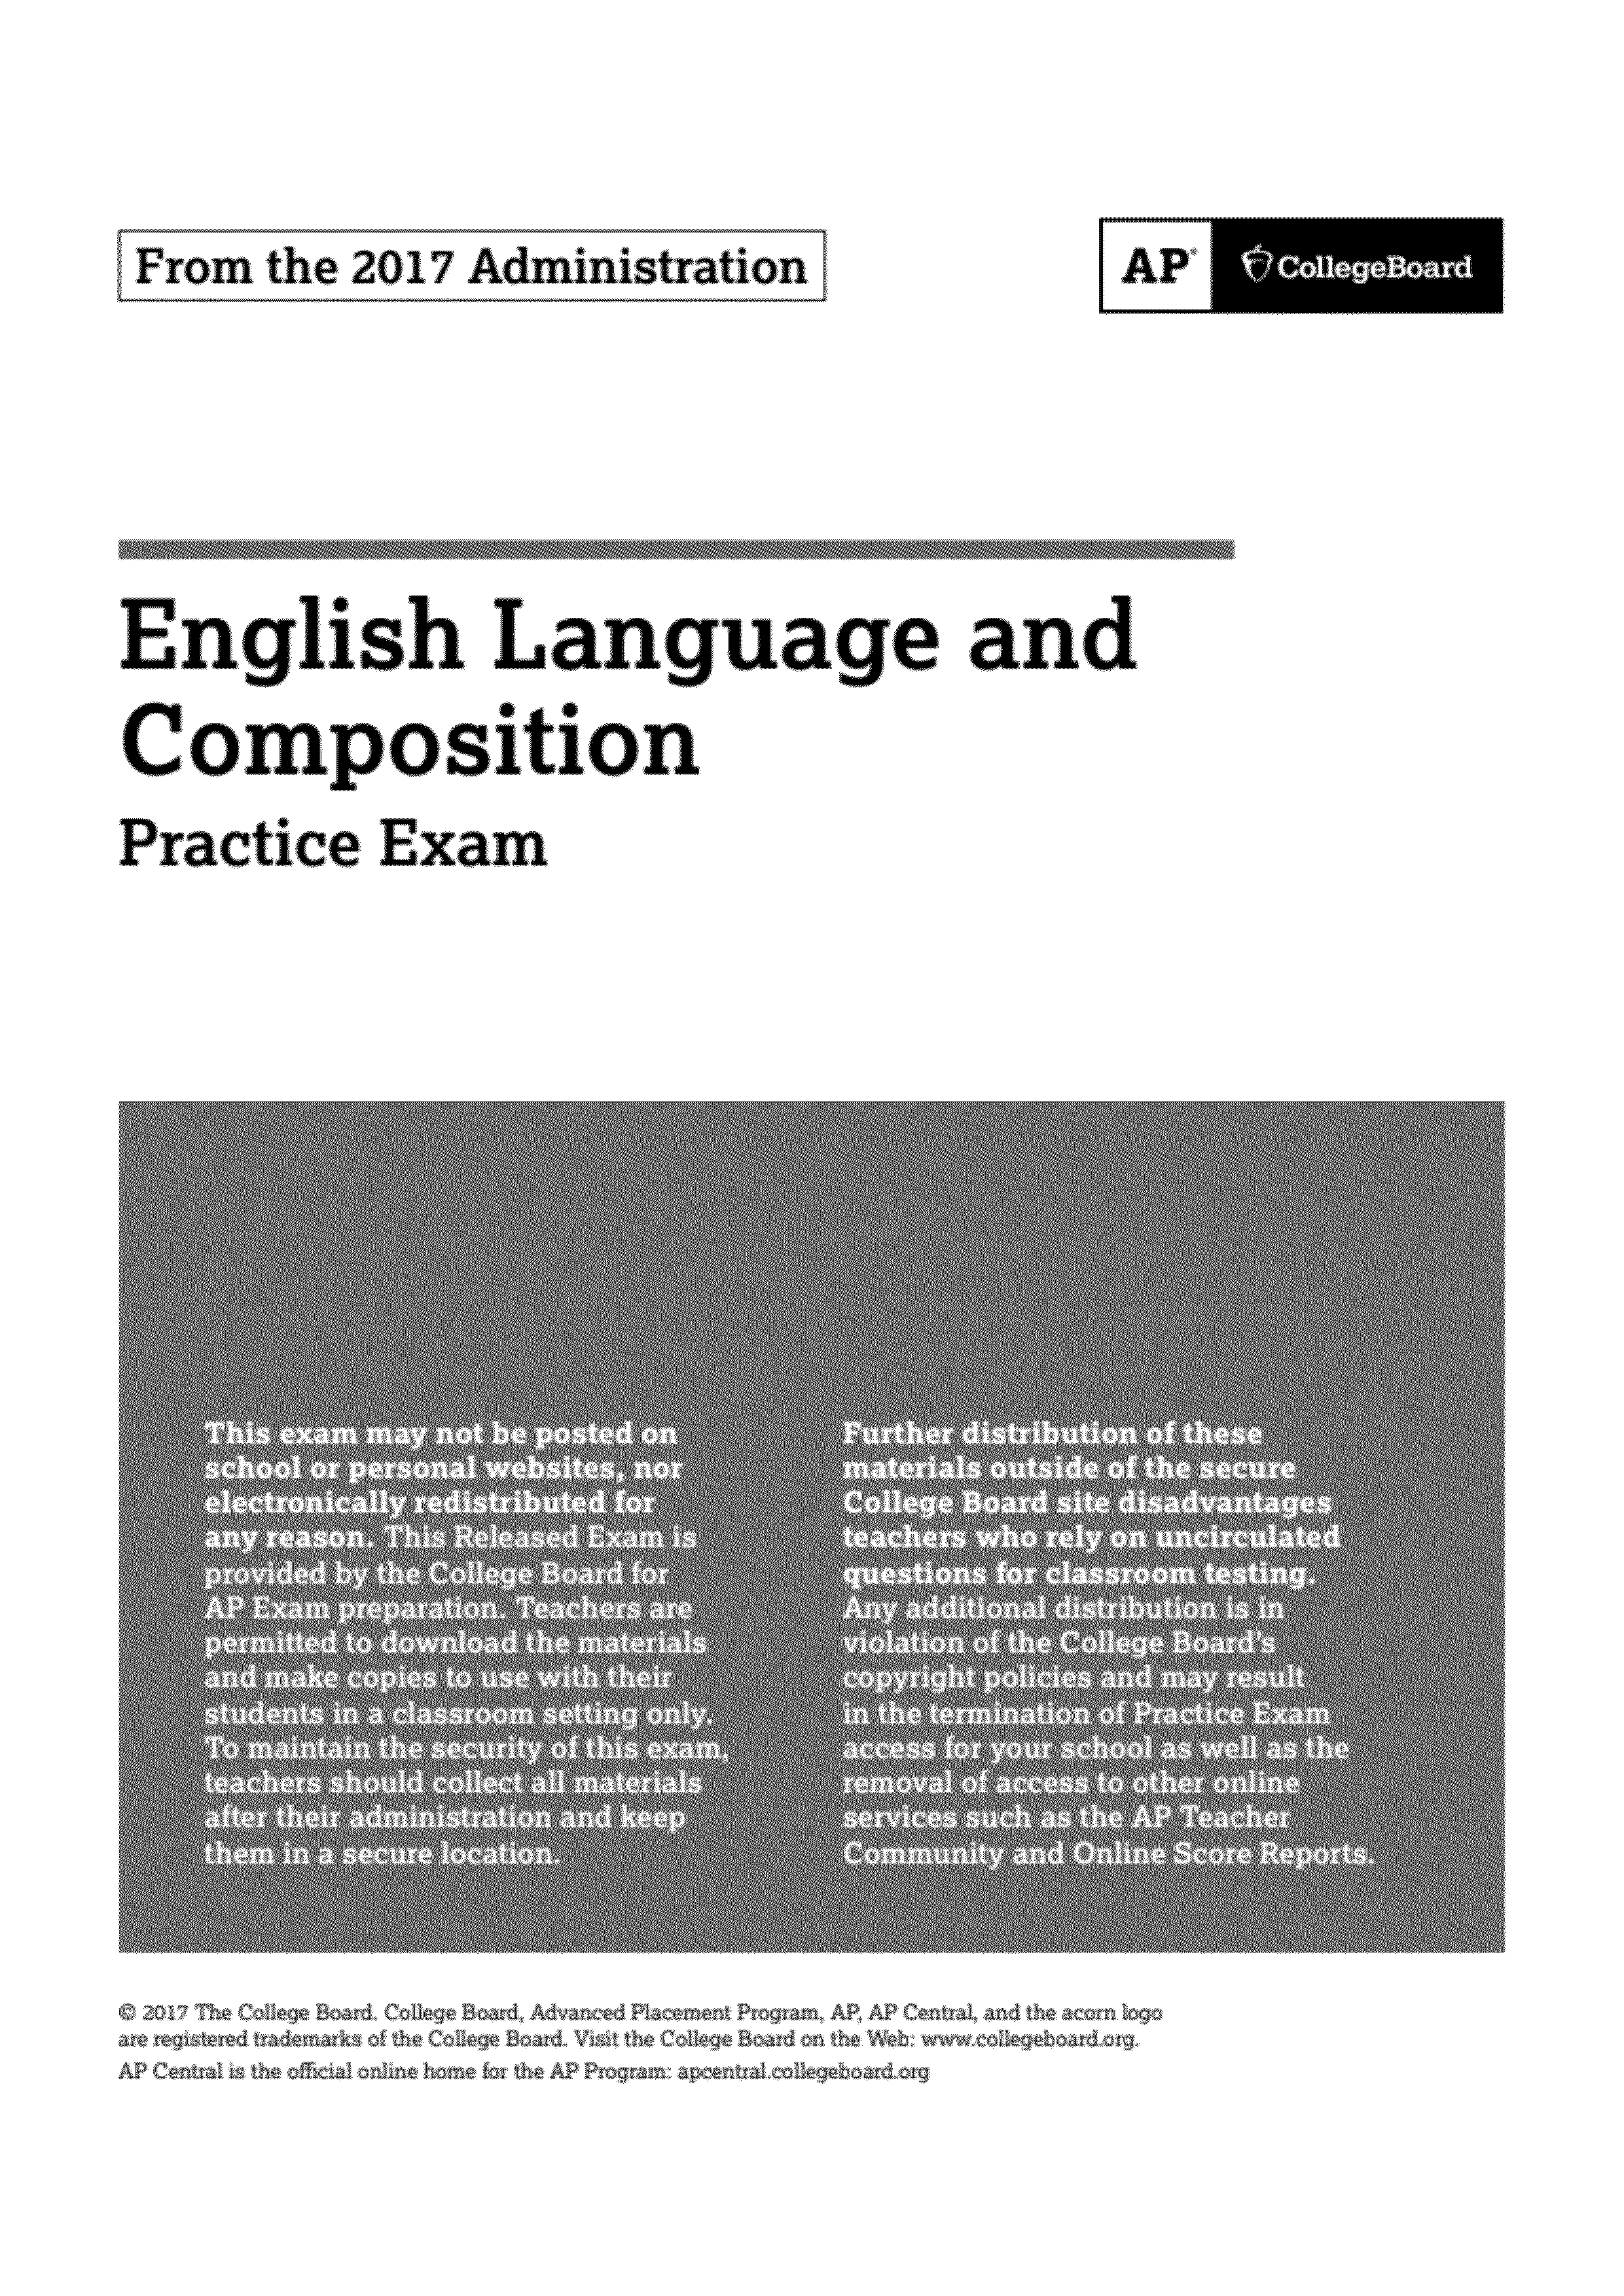 From the 2017 Administration
AP® CollegeBoard
English Language and
Composition
Practice Exam
This exam may not be posted on
school or personal websites, nor
electronically redistributed for
any reason. This Released Exam is
provided by the College Board for
AP Exam preparation. Teachers are
permitted to download the materials
and make copies to use with their
students in a classroom setting only.
To maintain the security of this exam,
teachers should collect all materials
after their administration and keep
them in a secure location.
Further distribution of these
materials outside of the secure
College Board site disadvantages
teachers who rely on uncirculated
questions for classroom testing.
Any additional distribution is in
violation of the College Board's
copyright policies and may result
in the termination of Practice Exam
access for your school as well as the
removal of access to other online
services such as the AP Teacher
Community and Online Score Reports.
© 2017 The College Board. College Board, Advanced Placement Program, AP, AP Central, and the acorn logo
are registered trademarks of the College Board. Visit the College Board on the Web: www.collegeboard.org.
AP Central is the official online home for the AP Program: apcentral.collegeboard.org